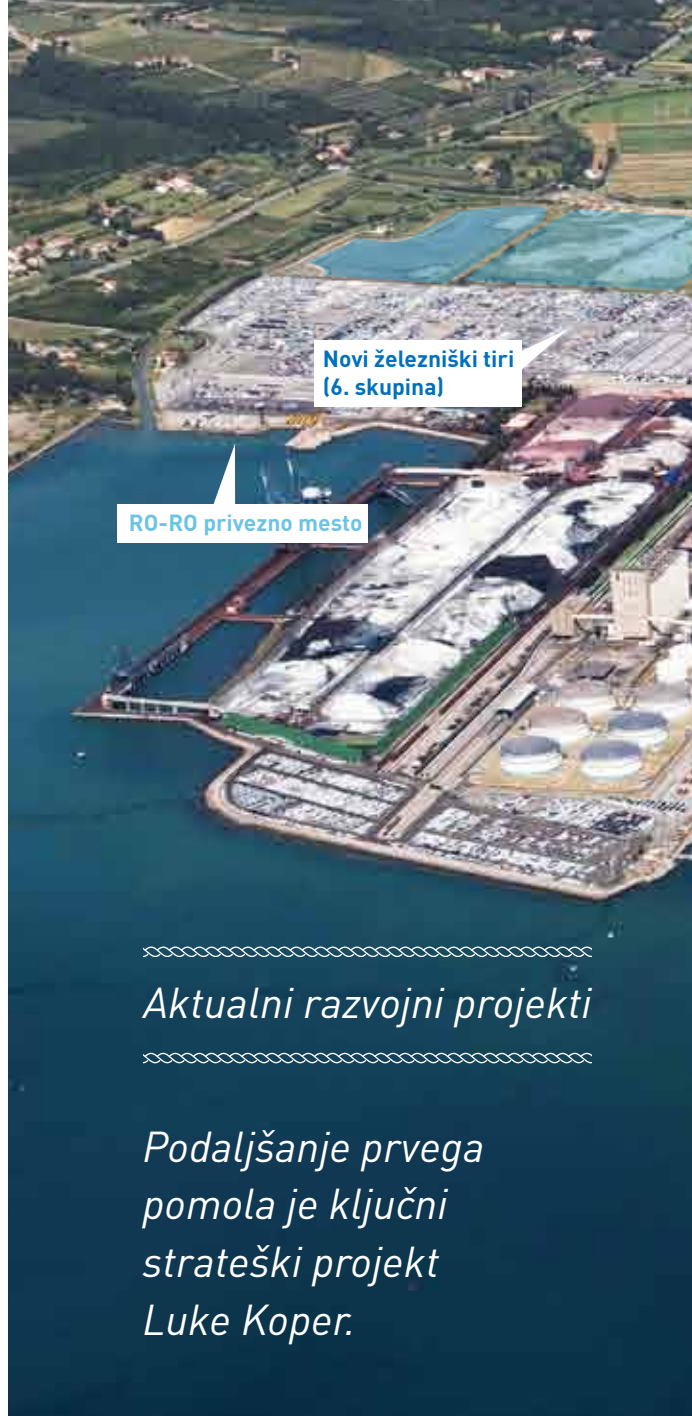 Novi železniški tiri
(6. skupina)
RO-RO privezno mesto
Aktualni razvojni projekti
Podaljšanje prvega
pomola je ključni
strateški projekt
Luke Koper.